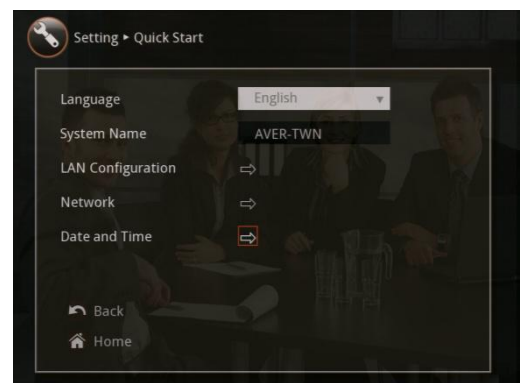 Setting ▸ Quick Start
Language English
System Name AVER-TWN
LAN Configuration
Network
Date and Time
Back
Home